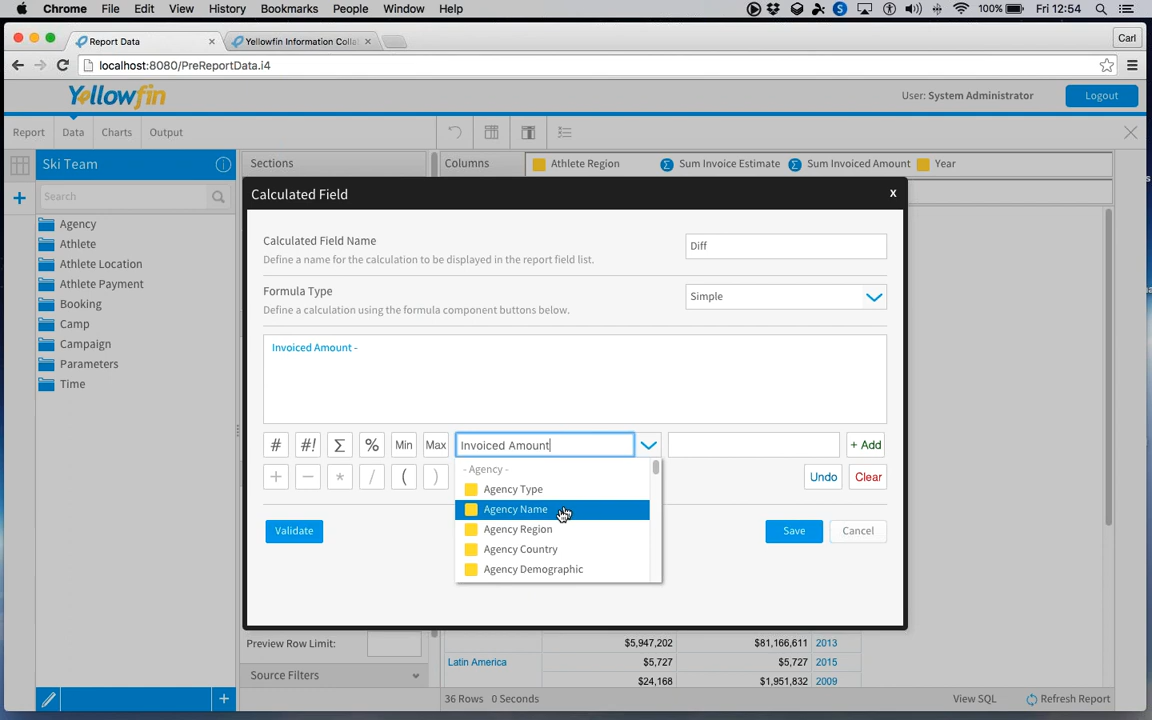 Chrome File Edit View History Bookmarks People Window Help 100% Fri 12:54
Report Data Yellowfin Information Colla Carl
localhost:8080/PreReportData.i4
Yellowfin User: System Administrator Logout
Report Data Charts Output
Ski Team Sections Columns Athlete Region Sum Invoice Estimate Sum Invoiced Amount Year
Search
Calculated Field x
Agency
Athlete
Athlete Location
Athlete Payment
Booking
Camp
Campaign
Parameters
Time
Calculated Field Name Diff
Define a name for the calculation to be displayed in the report field list.
Formula Type Simple
Define a calculation using the formula component buttons below.
Invoiced Amount -
# #! Σ % Min Max Invoiced Amount + Add
+ − * / ( ) Undo Clear
- Agency -
Agency Type
Agency Name
Agency Region
Agency Country
Agency Demographic
Validate Save Cancel
Preview Row Limit: $5,947,202 $81,166,611 2013
Latin America $5,727 $5,727 2015
Source Filters $24,168 $1,951,832 2009
36 Rows 0 Seconds View SQL Refresh Report